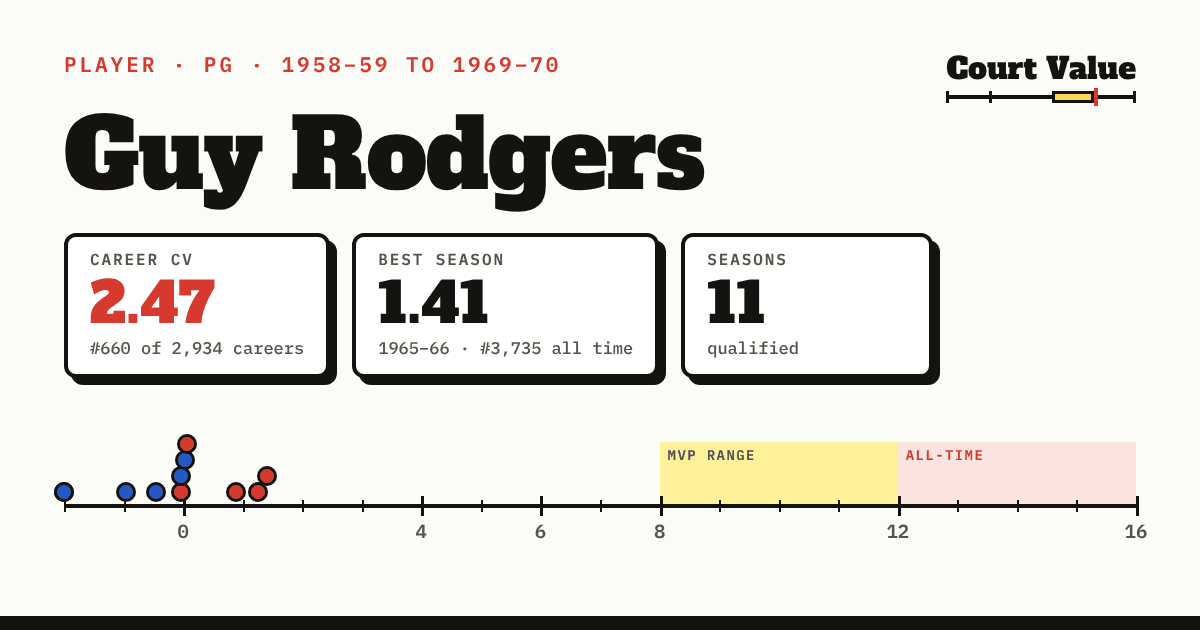 PLAYER · PG · 1958–59 TO 1969–70
Court Value
Guy Rodgers
CAREER CV
2.47
#660 of 2,934 careers
BEST SEASON
1.41
1965–66 · #3,735 all time
SEASONS
11
qualified
MVP RANGE
ALL-TIME
0 4 6 8 12 16